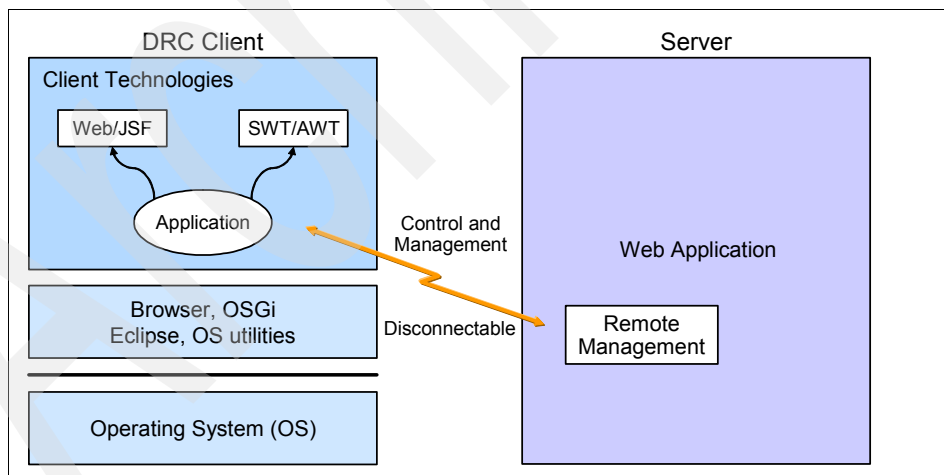 DRC Client
Server
Client Technologies
Web/JSF
SWT/AWT
Application
Control and
Management
Web Application
Browser, OSGi
Eclipse, OS utilities
Disconnectable
Remote
Management
Operating System (OS)